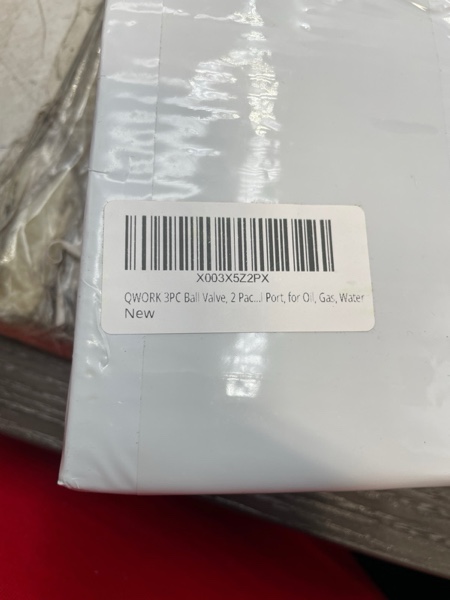 X003X5Z2PX
QWORK 3PC Ball Valve, 2 Pac...l Port, for Oil, Gas, Water
New